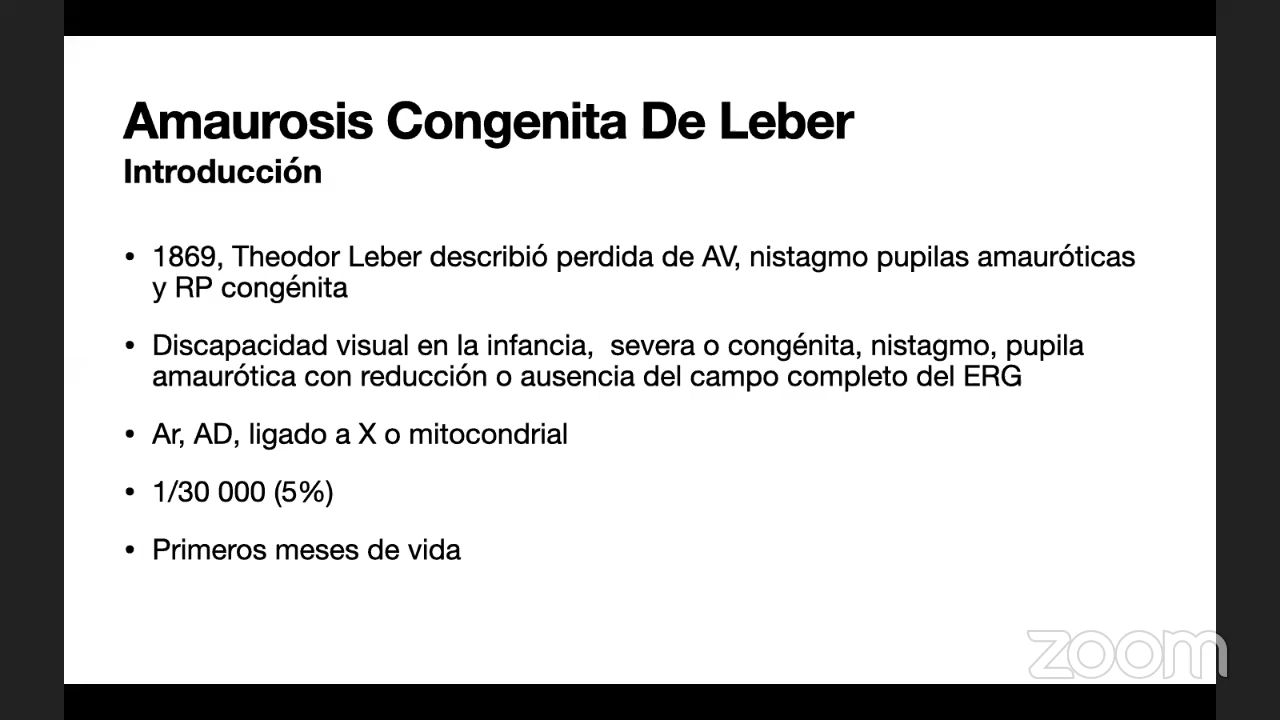 Amaurosis Congenita De Leber
Introducción
• 1869, Theodor Leber describió perdida de AV, nistagmo pupilas amauróticas
y RP congénita
• Discapacidad visual en la infancia,  severa o congénita, nistagmo, pupila
amaurótica con reducción o ausencia del campo completo del ERG
• Ar, AD, ligado a X o mitocondrial
• 1/30 000 (5%)
• Primeros meses de vida
zoom